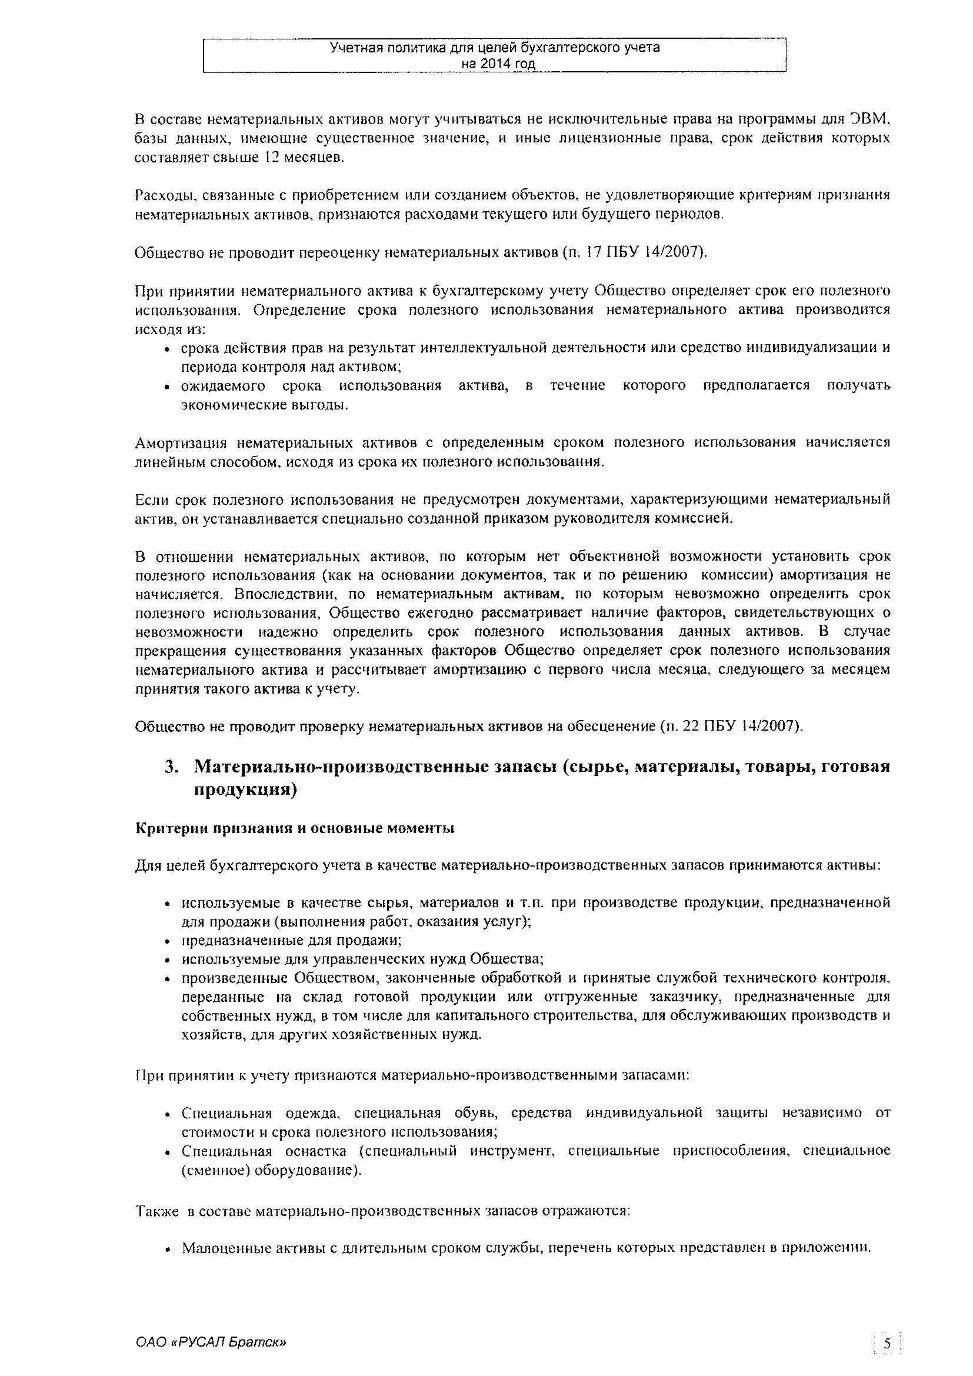 Учетная политика для целей бухгалтерского учета
на 2014 год
В составе нематериальных активов могут учитываться не исключительные права на программы для ЭВМ,
базы данных, имеющие существенное значение, и иные лицензионные права, срок действия которых
составляет свыше 12 месяцев.
Расходы, связанные с приобретением или созданием объектов, не удовлетворяющие критериям признания
нематериальных активов, признаются расходами текущего или будущего периодов.
Общество не проводит переоценку нематериальных активов (п. 17 ПБУ 14/2007).
При принятии нематериального актива к бухгалтерскому учету Общество определяет срок его полезного
использования. Определение срока полезного использования нематериального актива производится
исходя из:
• срока действия прав на результат интеллектуальной деятельности или средство индивидуализации и
периода контроля над активом;
• ожидаемого срока использования актива, в течение которого предполагается получать
экономические выгоды.
Амортизация нематериальных активов с определенным сроком полезного использования начисляется
линейным способом, исходя из срока их полезного использования.
Если срок полезного использования не предусмотрен документами, характеризующими нематериальный
актив, он устанавливается специально созданной приказом руководителя комиссией.
В отношении нематериальных активов, по которым нет объективной возможности установить срок
полезного использования (как на основании документов, так и по решению комиссии) амортизация не
начисляется. Впоследствии, по нематериальным активам, по которым невозможно определить срок
полезного использования, Общество ежегодно рассматривает наличие факторов, свидетельствующих о
невозможности надежно определить срок полезного использования данных активов. В случае
прекращения существования указанных факторов Общество определяет срок полезного использования
нематериального актива и рассчитывает амортизацию с первого числа месяца, следующего за месяцем
принятия такого актива к учету.
Общество не проводит проверку нематериальных активов на обесценение (п. 22 ПБУ 14/2007).
3. Материально-производственные запасы (сырье, материалы, товары, готовая
продукция)
Критерии признания и основные моменты
Для целей бухгалтерского учета в качестве материально-производственных запасов принимаются активы:
• используемые в качестве сырья, материалов и т.п. при производстве продукции, предназначенной
для продажи (выполнения работ, оказания услуг);
• предназначенные для продажи;
• используемые для управленческих нужд Общества;
• произведенные Обществом, законченные обработкой и принятые службой технического контроля,
переданные на склад готовой продукции или отгруженные заказчику, предназначенные для
собственных нужд, в том числе для капитального строительства, для обслуживающих производств и
хозяйств, для других хозяйственных нужд.
При принятии к учету признаются материально-производственными запасами:
• Специальная одежда, специальная обувь, средства индивидуальной защиты независимо от
стоимости и срока полезного использования;
• Специальная оснастка (специальный инструмент, специальные приспособления, специальное
(сменное) оборудование).
Также в составе материально-производственных запасов отражаются:
• Малоценные активы с длительным сроком службы, перечень которых представлен в приложении.
ОАО «РУСАЛ Братск»
5